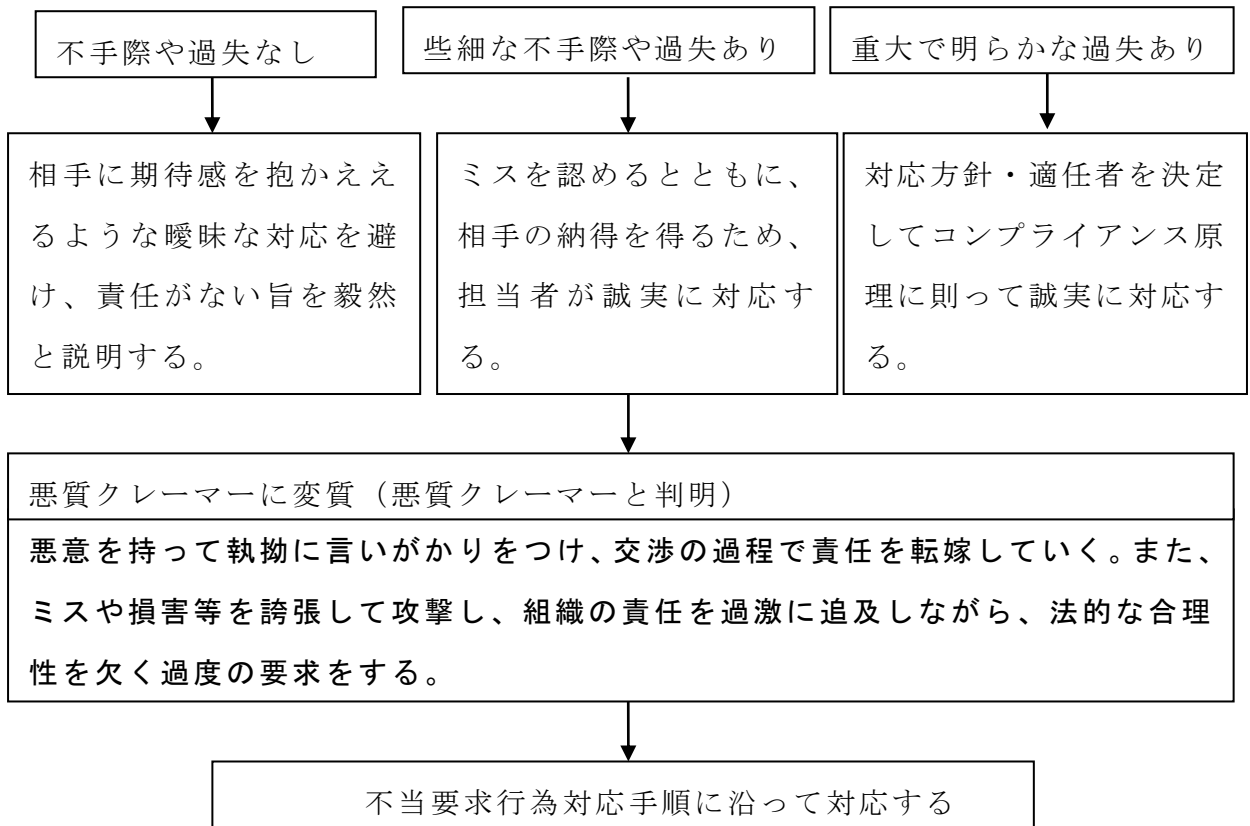 不手際や過失なし
些細な不手際や過失あり
重大で明らかな過失あり
相手に期待感を抱かええ
るような曖昧な対応を避
け、責任がない旨を毅然
と説明する。
ミスを認めるとともに、
相手の納得を得るため、
担当者が誠実に対応す
る。
対応方針・適任者を決定
してコンプライアンス原
理に則って誠実に対応す
る。
悪質クレーマーに変質（悪質クレーマーと判明）
悪意を持って執拗に言いがかりをつけ、交渉の過程で責任を転嫁していく。また、
ミスや損害等を誇張して攻撃し、組織の責任を過激に追及しながら、法的な合理
性を欠く過度の要求をする。
不当要求行為対応手順に沿って対応する